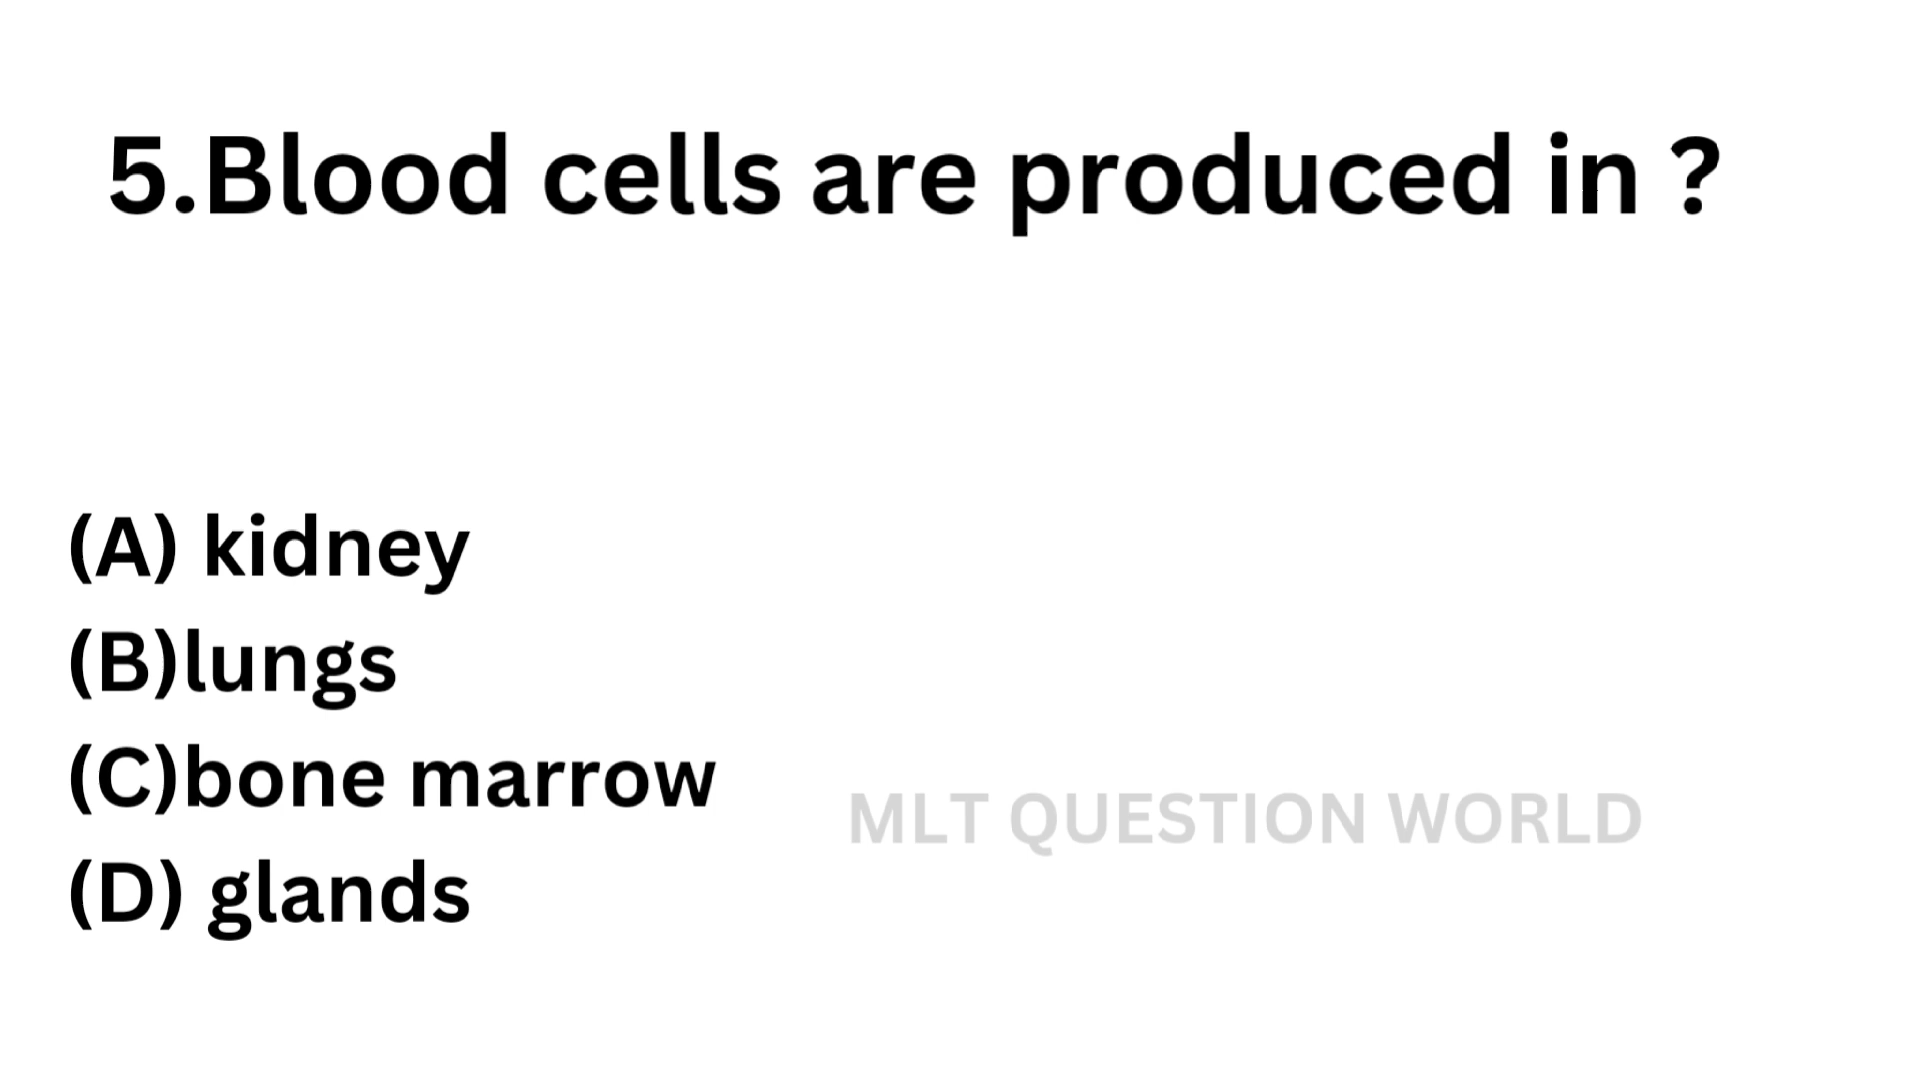 5.Blood cells are produced in ?
(A) kidney
(B)lungs
(C)bone marrow
MLT QUESTION WORLD
(D) glands